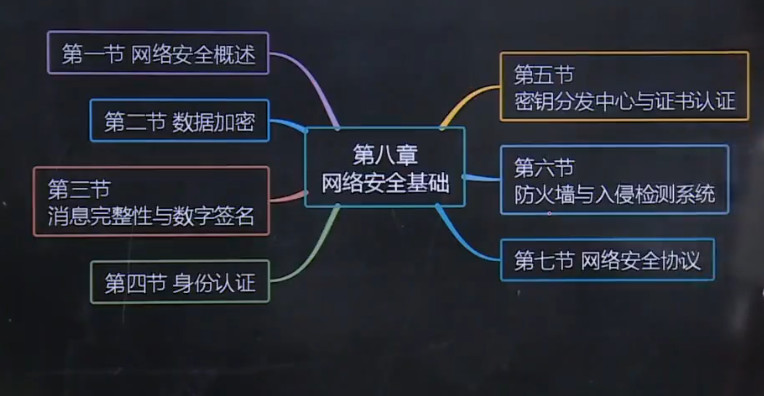 第一节 网络安全概述
第二节 数据加密
第三节
消息完整性与数字签名
第四节 身份认证
第八章
网络安全基础
第五节
密钥分发中心与证书认证
第六节
防火墙与入侵检测系统
第七节 网络安全协议